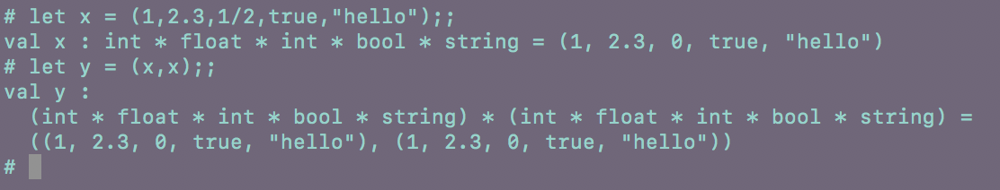 # let x = (1,2.3,1/2,true,"hello");;
val x : int * float * int * bool * string = (1, 2.3, 0, true, "hello")
# let y = (x,x);;
val y :
  (int * float * int * bool * string) * (int * float * int * bool * string) =
  ((1, 2.3, 0, true, "hello"), (1, 2.3, 0, true, "hello"))
#